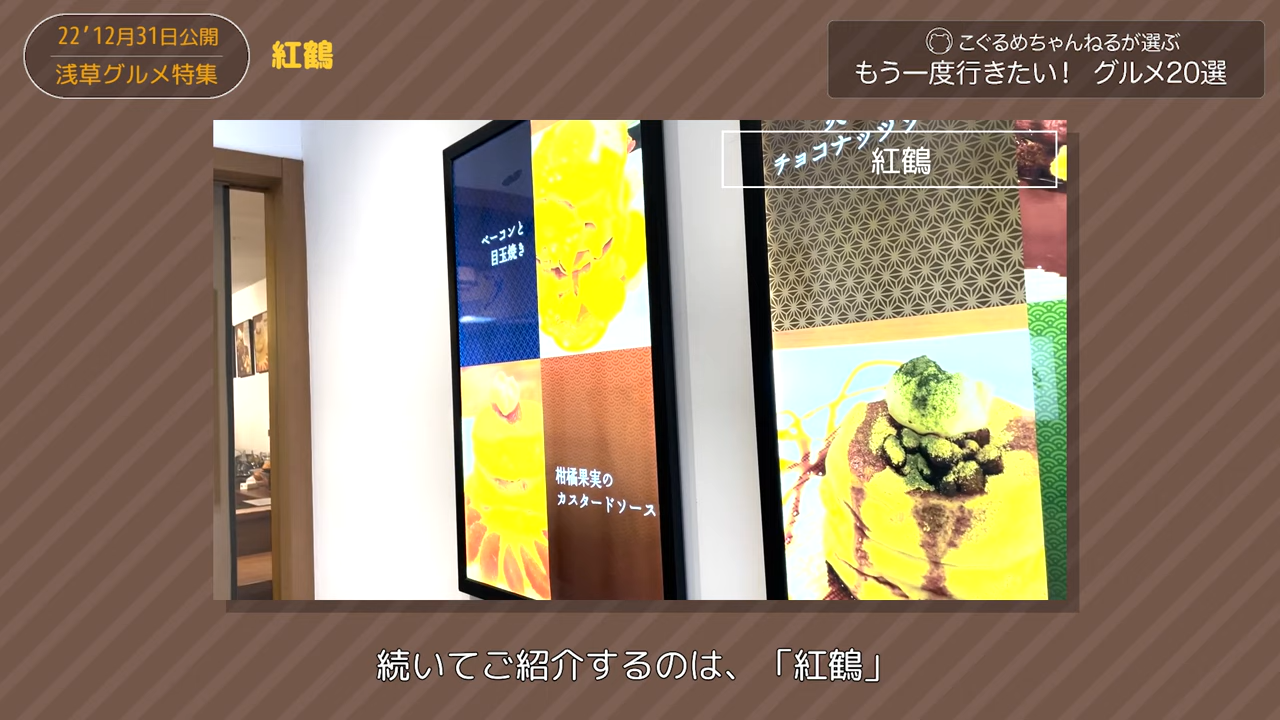 22’12月31日公開
浅草グルメ特集
紅鶴
こぐるめちゃんねるが選ぶ
もう一度行きたい！ グルメ20選
チョコナッツソ
紅鶴
ベーコンと
目玉焼き
柑橘果実の
カスタードソース
続いてご紹介するのは、「紅鶴」